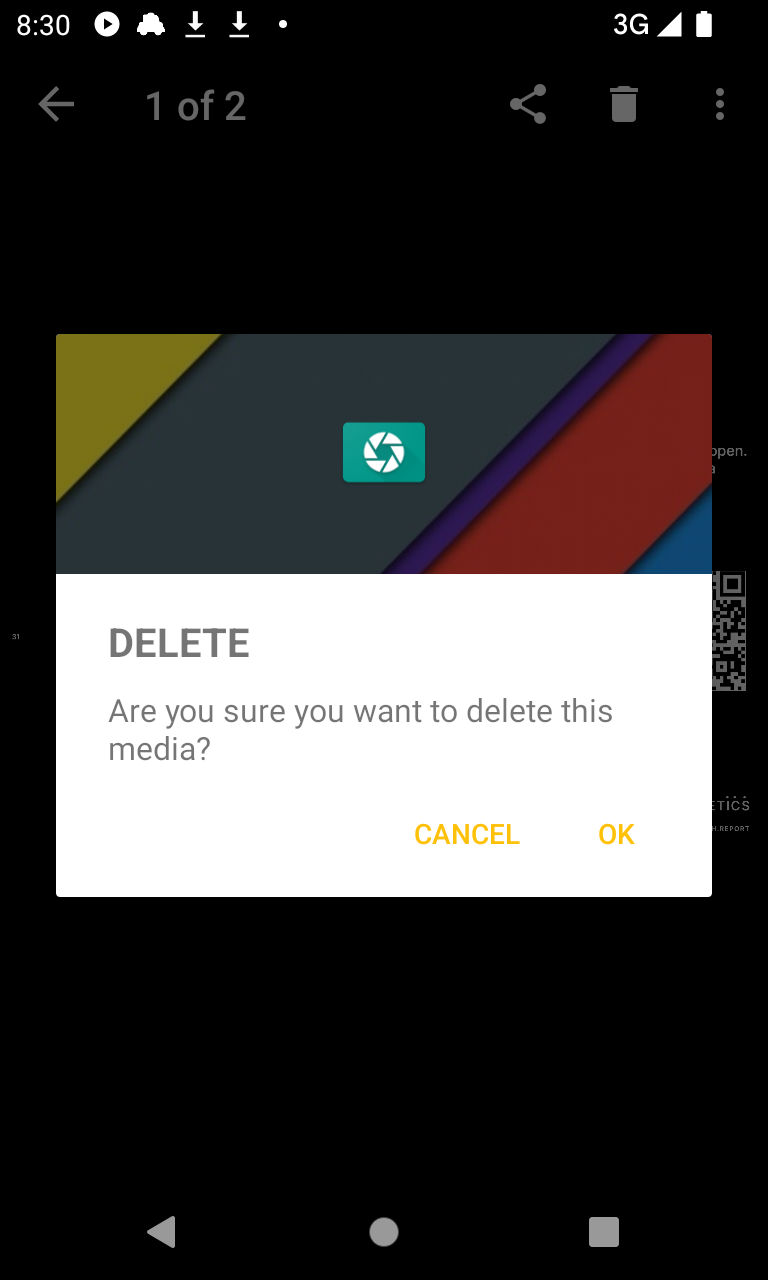 8:30
3G
1 of 2
open.
31
DELETE
Are you sure you want to delete this
media?
ETICS
H.REPORT
CANCEL
OK